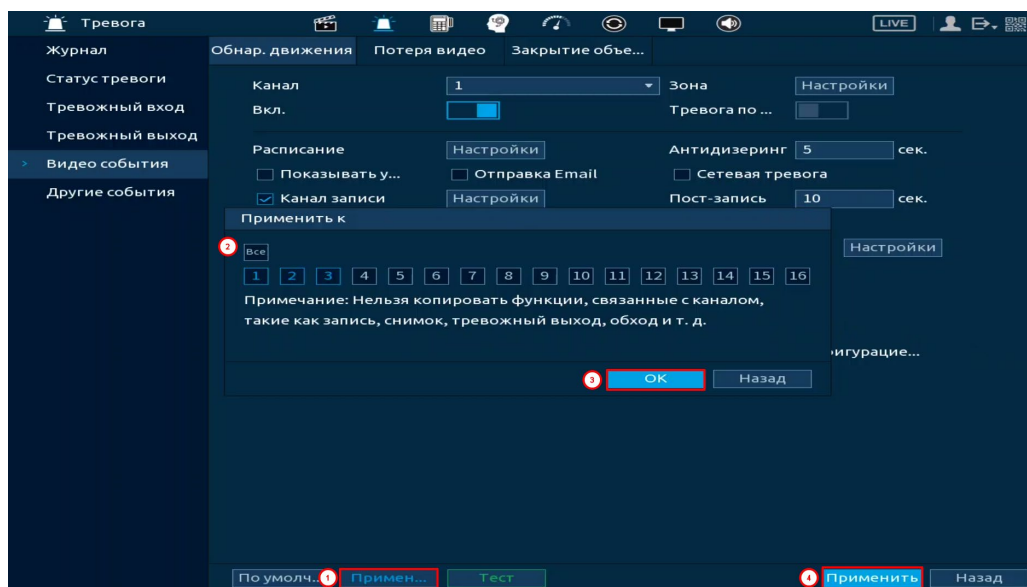 Тревога
LIVE
Журнал
Обнар. движения Потеря видео Закрытие объе...
Статус тревоги
Тревожный вход
Тревожный выход
Видео события
Другие события
Канал 1 Зона Настройки
Вкл. Тревога по ...
Расписание Настройки Антидизеринг 5 сек.
Показывать у... Отправка Email Сетевая тревога
Канал записи Настройки Пост-запись 10 сек.
Применить к
2 Все Настройки
1 2 3 4 5 6 7 8 9 10 11 12 13 14 15 16
Примечание: Нельзя копировать функции, связанные с каналом,
такие как запись, снимок, тревожный выход, обход и т. д.
игурацие...
3 OK Назад
По умолч... 1 Примен... Тест 4 Применить Назад